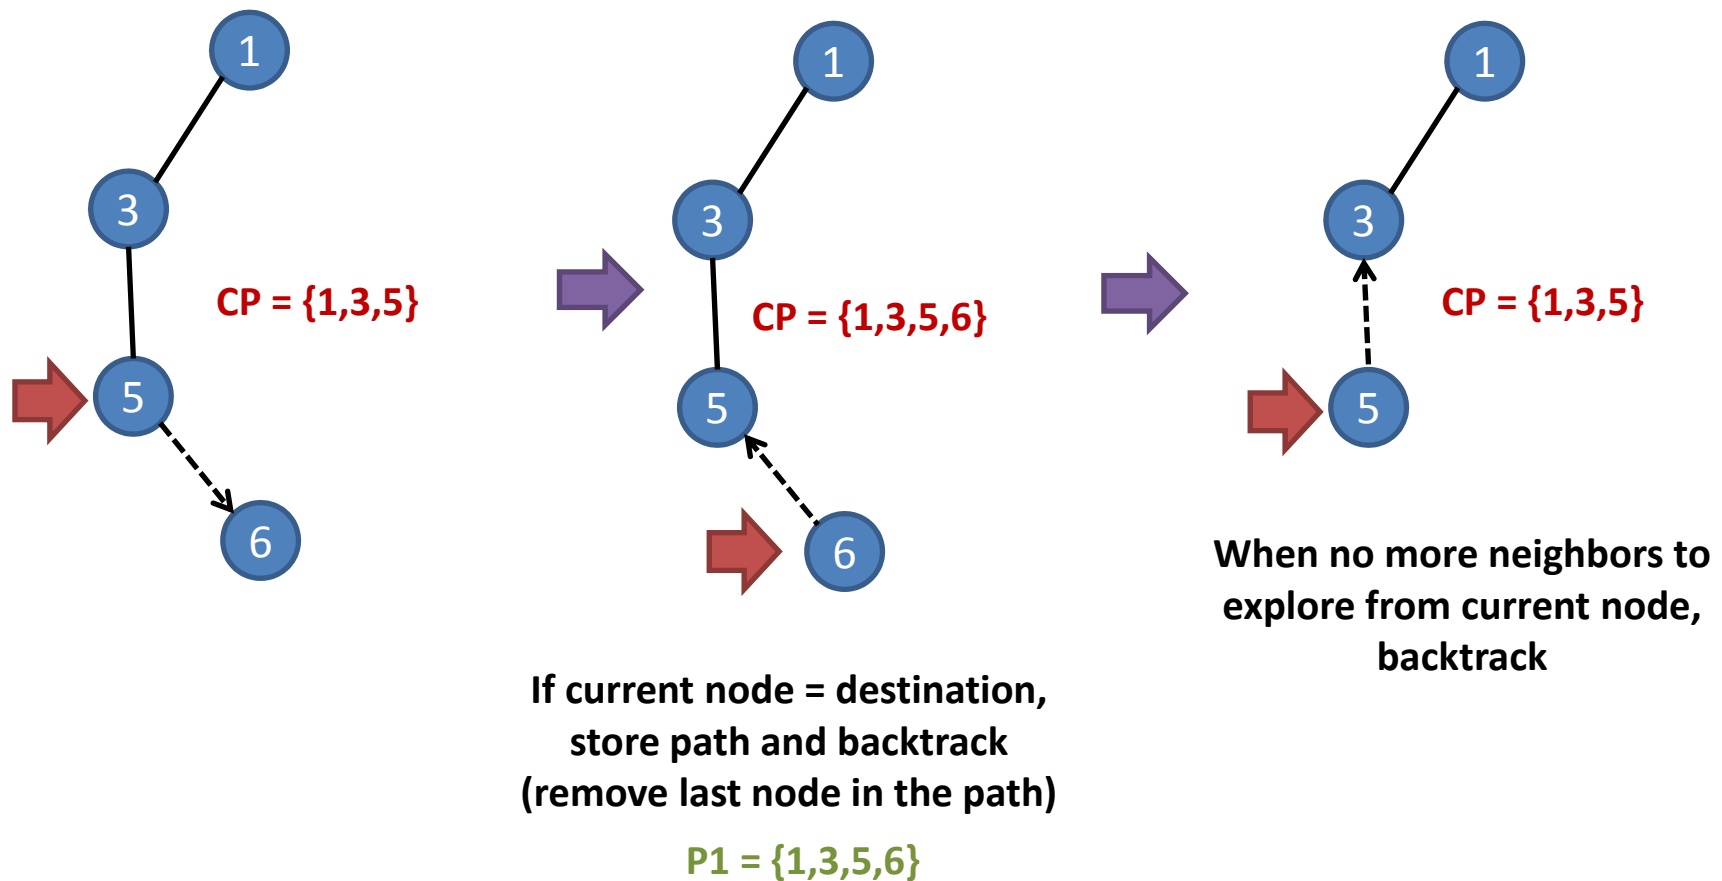 1
3
CP = {1,3,5}
5
6
1
3
CP = {1,3,5,6}
5
6
If current node = destination,
store path and backtrack
(remove last node in the path)
P1 = {1,3,5,6}
1
3
CP = {1,3,5}
5
When no more neighbors to
explore from current node,
backtrack